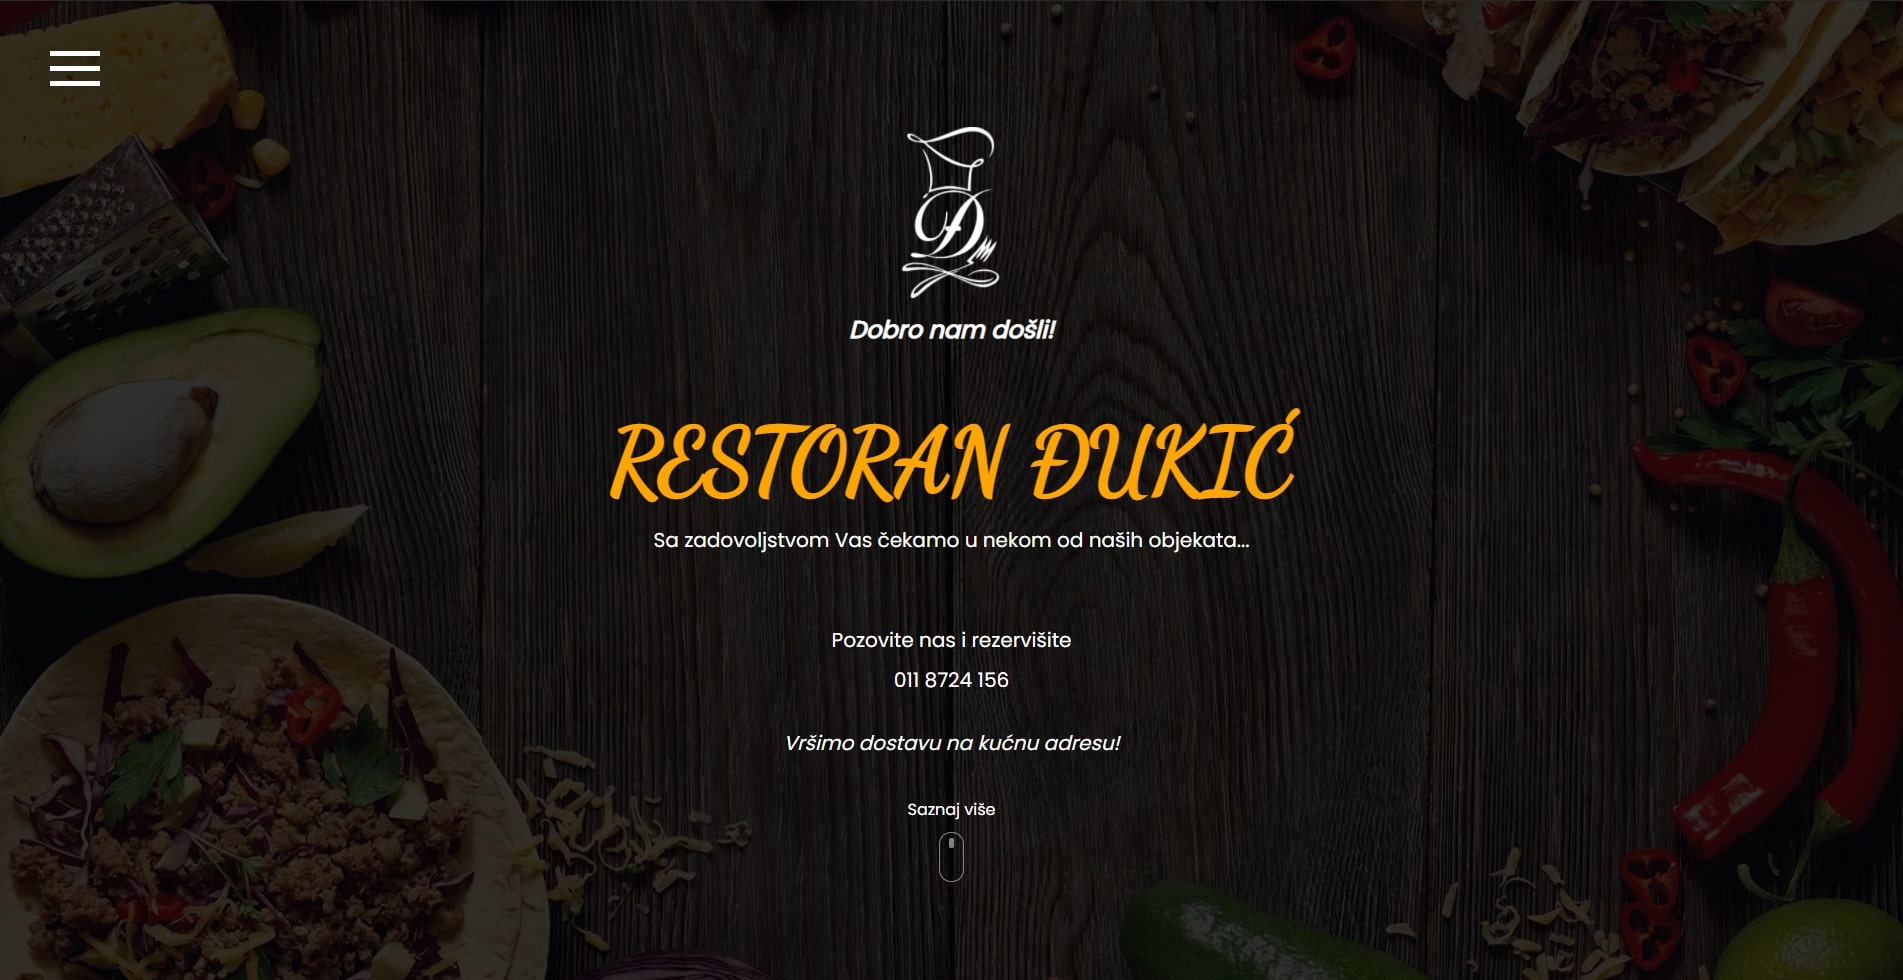 Đ
Dobro nam došli!
RESTORAN ĐUKIĆ
Sa zadovoljstvom Vas čekamo u nekom od naših objekata...
Pozovite nas i rezervišite
011 8724 156
Vršimo dostavu na kućnu adresu!
Saznaj više